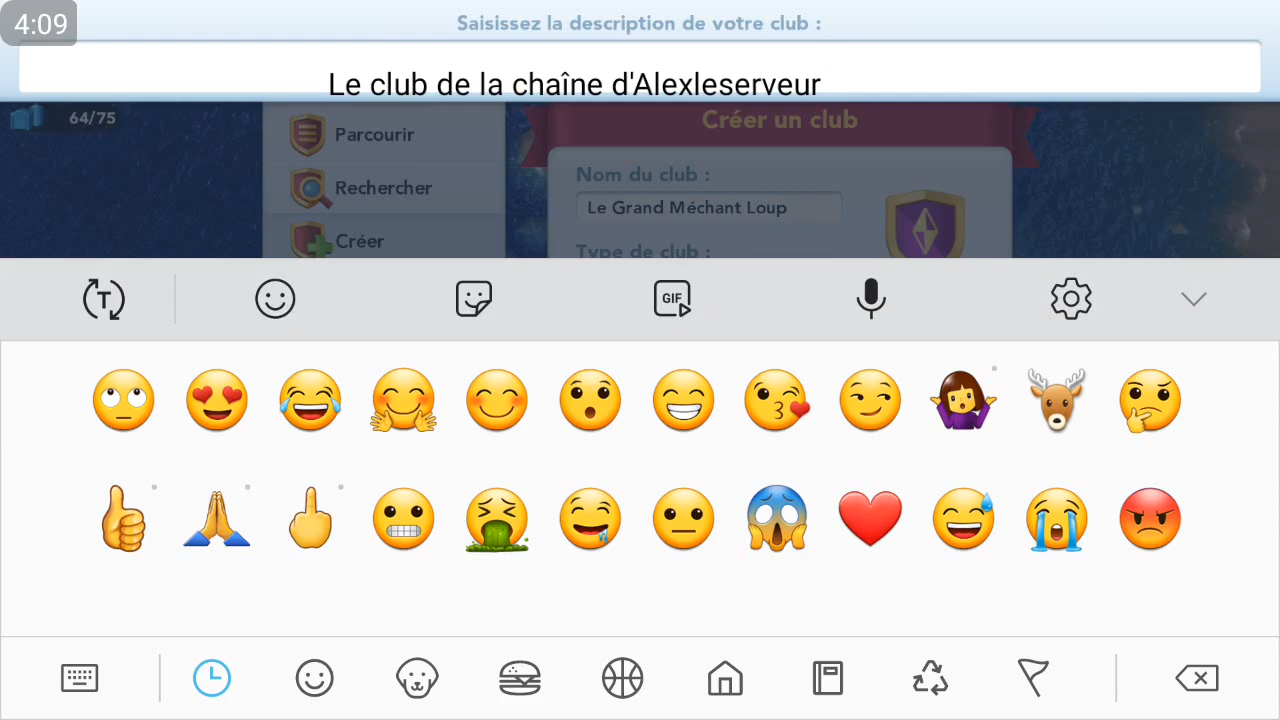 4:09
Saisissez la description de votre club :
Le club de la chaîne d'Alexleserveur
64/75
Parcourir
Rechercher
Créer
Créer un club
Nom du club :
Le Grand Méchant Loup
Type de club :
T
GIF